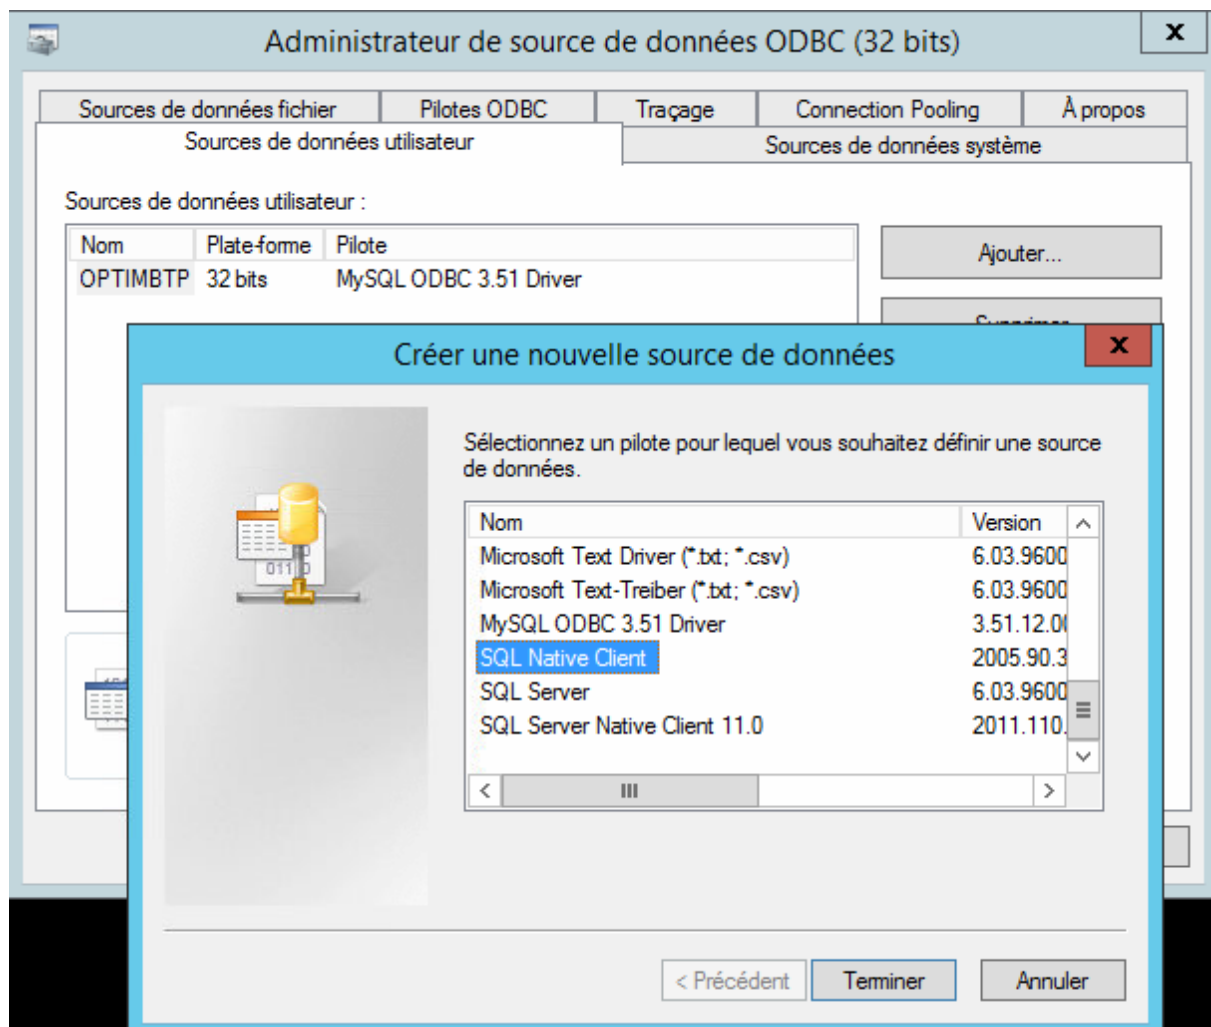 Administrateur de source de données ODBC (32 bits)
x
Sources de données fichier
Pilotes ODBC
Traçage
Connection Pooling
À propos
Sources de données utilisateur
Sources de données système
Sources de données utilisateur :
Nom Plate-forme Pilote
OPTIMBTP 32 bits MySQL ODBC 3.51 Driver
Ajouter...
Créer une nouvelle source de données
x
Sélectionnez un pilote pour lequel vous souhaitez définir une source
de données.
Nom Version
Microsoft Text Driver (*.txt; *.csv) 6.03.9600
Microsoft Text-Treiber (*.txt; *.csv) 6.03.9600
MySQL ODBC 3.51 Driver 3.51.12.0
SQL Native Client 2005.90.3
SQL Server 6.03.9600
SQL Server Native Client 11.0 2011.110.
< Précédent
Terminer
Annuler